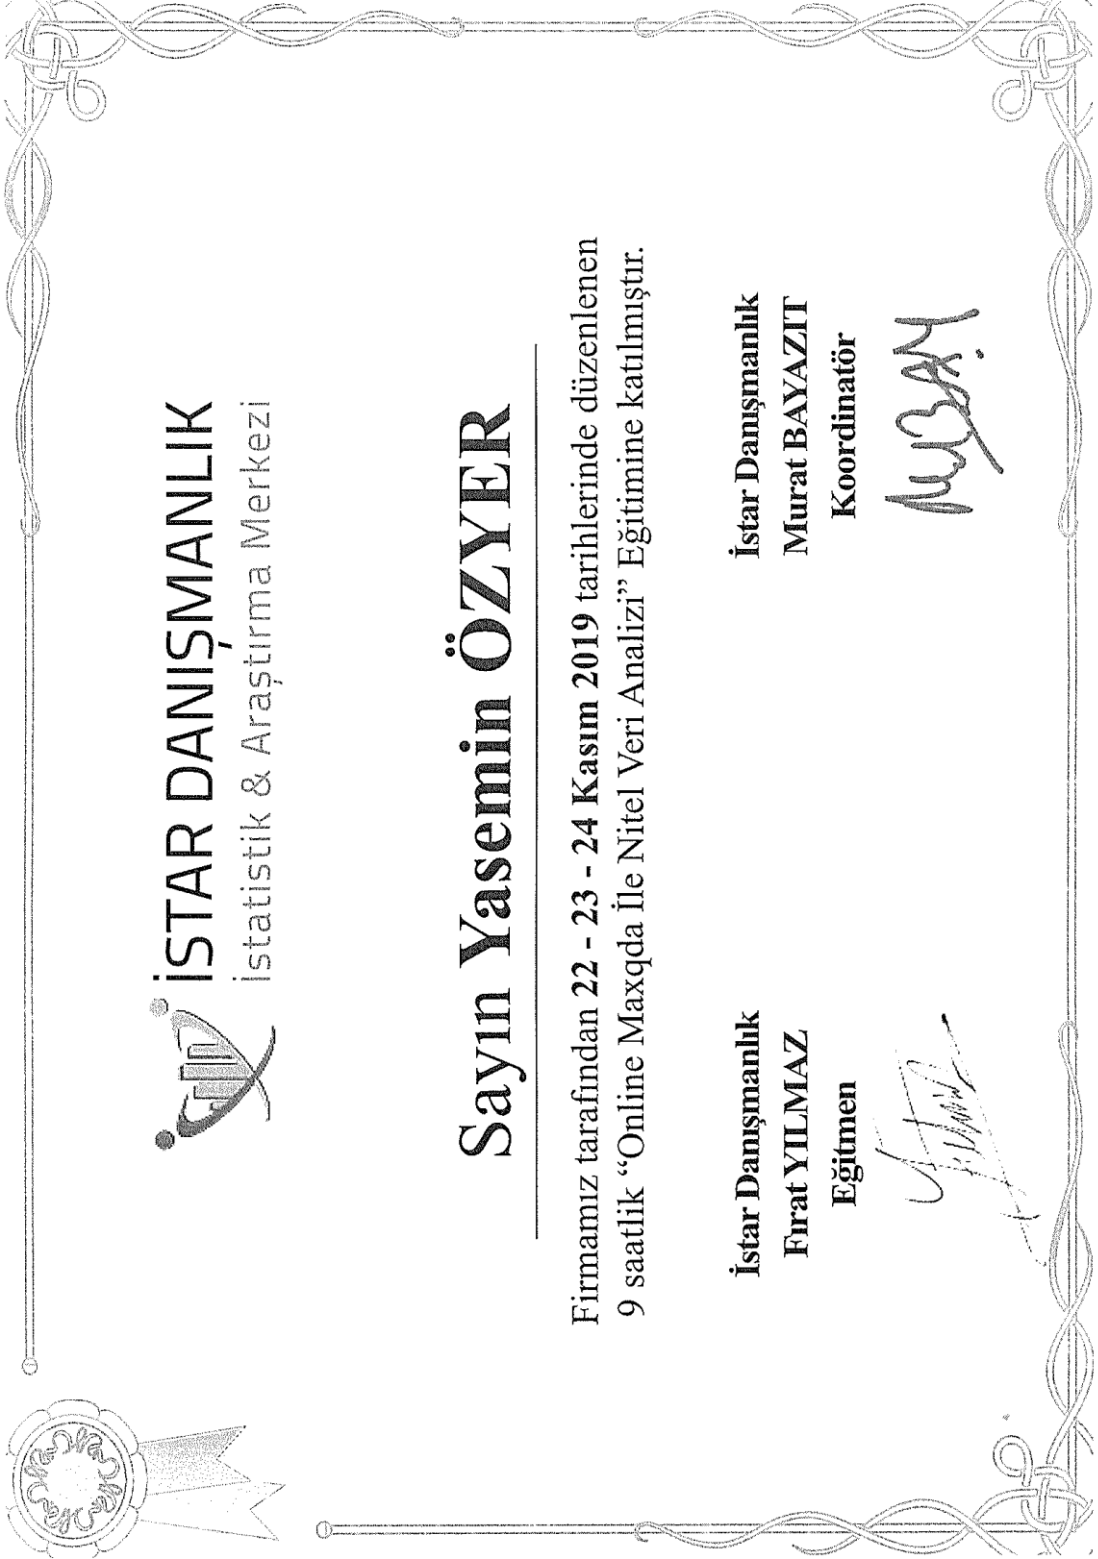 İSTAR DANIŞMANLIK
İstatistik & Araştırma Merkezi
Sayın Yasemin ÖZYER
Firmamız tarafından 22 - 23 - 24 Kasım 2019 tarihlerinde düzenlenen
9 saatlik “Online Maxqda İle Nitel Veri Analizi” Eğitimine katılmıştır.
İstar Danışmanlık
Fırat YILMAZ
Eğitmen
İstar Danışmanlık
Murat BAYAZIT
Koordinatör